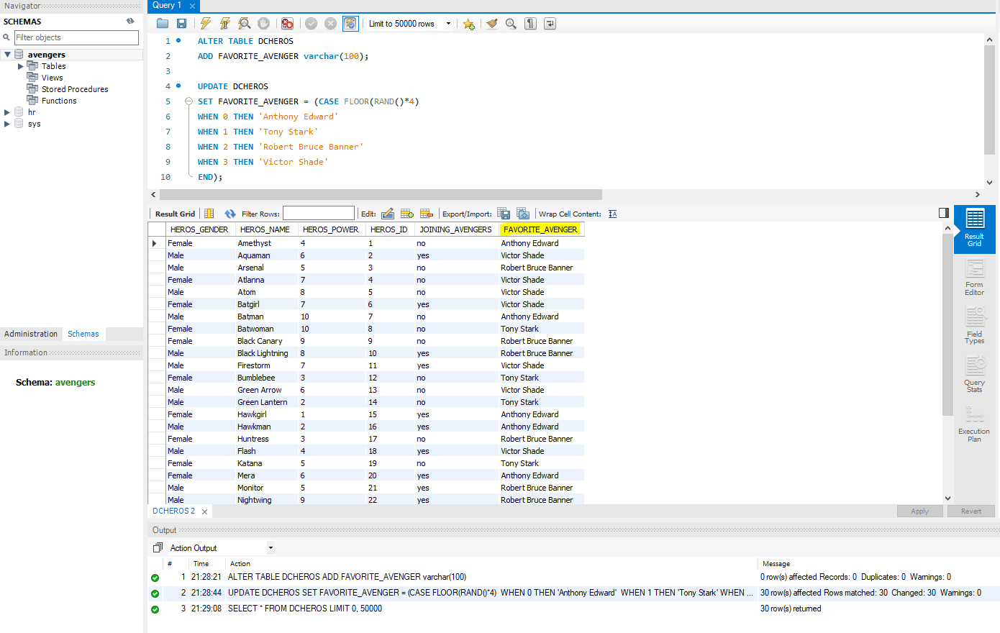 Navigator
SCHEMAS
Filter objects
avengers
Tables
Views
Stored Procedures
Functions
hr
sys
Administration Schemas
Information
Schema: avengers
Query 1
Limit to 50000 rows
1 ALTER TABLE DCHEROS
2 ADD FAVORITE_AVENGER varchar(100);
3
4 UPDATE DCHEROS
5 SET FAVORITE_AVENGER = (CASE FLOOR(RAND()*4)
6 WHEN 0 THEN 'Anthony Edward'
7 WHEN 1 THEN 'Tony Stark'
8 WHEN 2 THEN 'Robert Bruce Banner'
9 WHEN 3 THEN 'Victor Shade'
10 END);
Result Grid Filter Rows: Edit: Export/Import: Wrap Cell Content:
HEROS_GENDER HEROS_NAME HEROS_POWER HEROS_ID JOINING_AVENGERS FAVORITE_AVENGER
Female Amethyst 4 1 no Anthony Edward
Male Aquaman 6 2 yes Victor Shade
Male Arsenal 5 3 no Robert Bruce Banner
Female Atlanna 7 4 no Victor Shade
Male Atom 8 5 no Victor Shade
Female Batgirl 7 6 yes Victor Shade
Male Batman 10 7 no Anthony Edward
Female Batwoman 10 8 no Tony Stark
Female Black Canary 9 9 no Robert Bruce Banner
Male Black Lightning 8 10 yes Robert Bruce Banner
Male Firestorm 7 11 yes Victor Shade
Female Bumblebee 3 12 no Tony Stark
Male Green Arrow 6 13 no Victor Shade
Male Green Lantern 2 14 no Tony Stark
Female Hawkgirl 1 15 yes Anthony Edward
Male Hawkman 2 16 yes Anthony Edward
Female Huntress 3 17 no Robert Bruce Banner
Male Flash 4 18 yes Victor Shade
Female Katana 5 19 no Tony Stark
Female Mera 6 20 yes Anthony Edward
Male Monitor 5 21 yes Robert Bruce Banner
Male Nightwing 9 22 yes Robert Bruce Banner
Result
Grid
Form
Editor
Field
Types
Query
Stats
Execution
Plan
DCHEROS 2
Apply Revert
Output
Action Output
# Time Action Message
1 21:28:21 ALTER TABLE DCHEROS ADD FAVORITE_AVENGER varchar(100) 0 row(s) affected Records: 0 Duplicates: 0 Warnings: 0
2 21:28:44 UPDATE DCHEROS SET FAVORITE_AVENGER = (CASE FLOOR(RAND()*4) WHEN 0 THEN 'Anthony Edward' WHEN 1 THEN 'Tony Stark' WHEN ... 30 row(s) affected Rows matched: 30 Changed: 30 Warnings: 0
3 21:29:08 SELECT * FROM DCHEROS LIMIT 0, 50000 30 row(s) returned